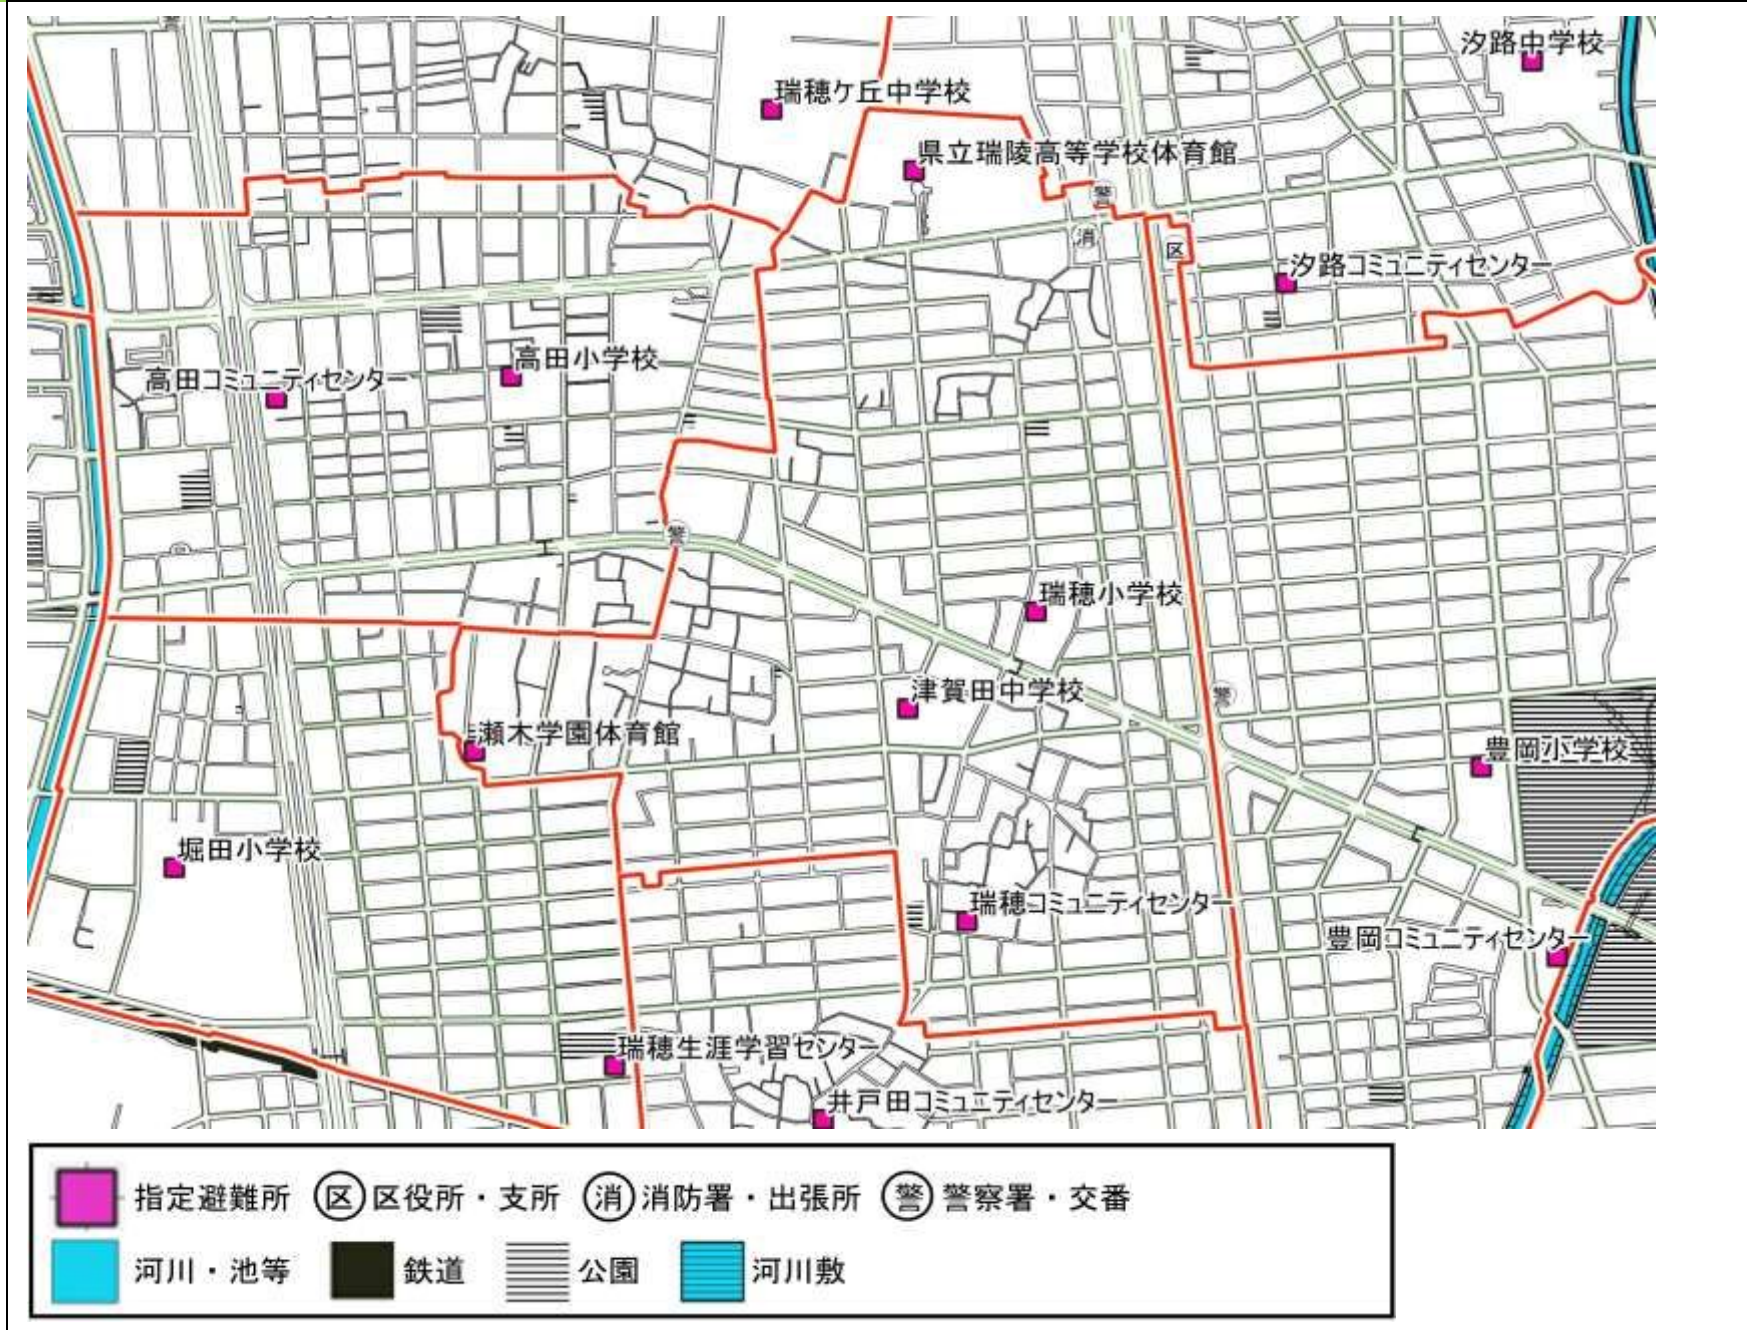 汐路中学校
瑞穂ケ丘中学校
県立瑞陵高等学校体育館
警
消
区
汐路コミュニティセンター
高田小学校
高田コミュニティセンター
警
瑞穂小学校
津賀田中学校
警
瀬木学園体育館
豊岡小学校
堀田小学校
瑞穂コミュニティセンター
豊岡コミュニティセンター
瑞穂生涯学習センター
井戸田コミュニティセンター
指定避難所 区 区役所・支所 消 消防署・出張所 警 警察署・交番
河川・池等 鉄道 公園 河川敷